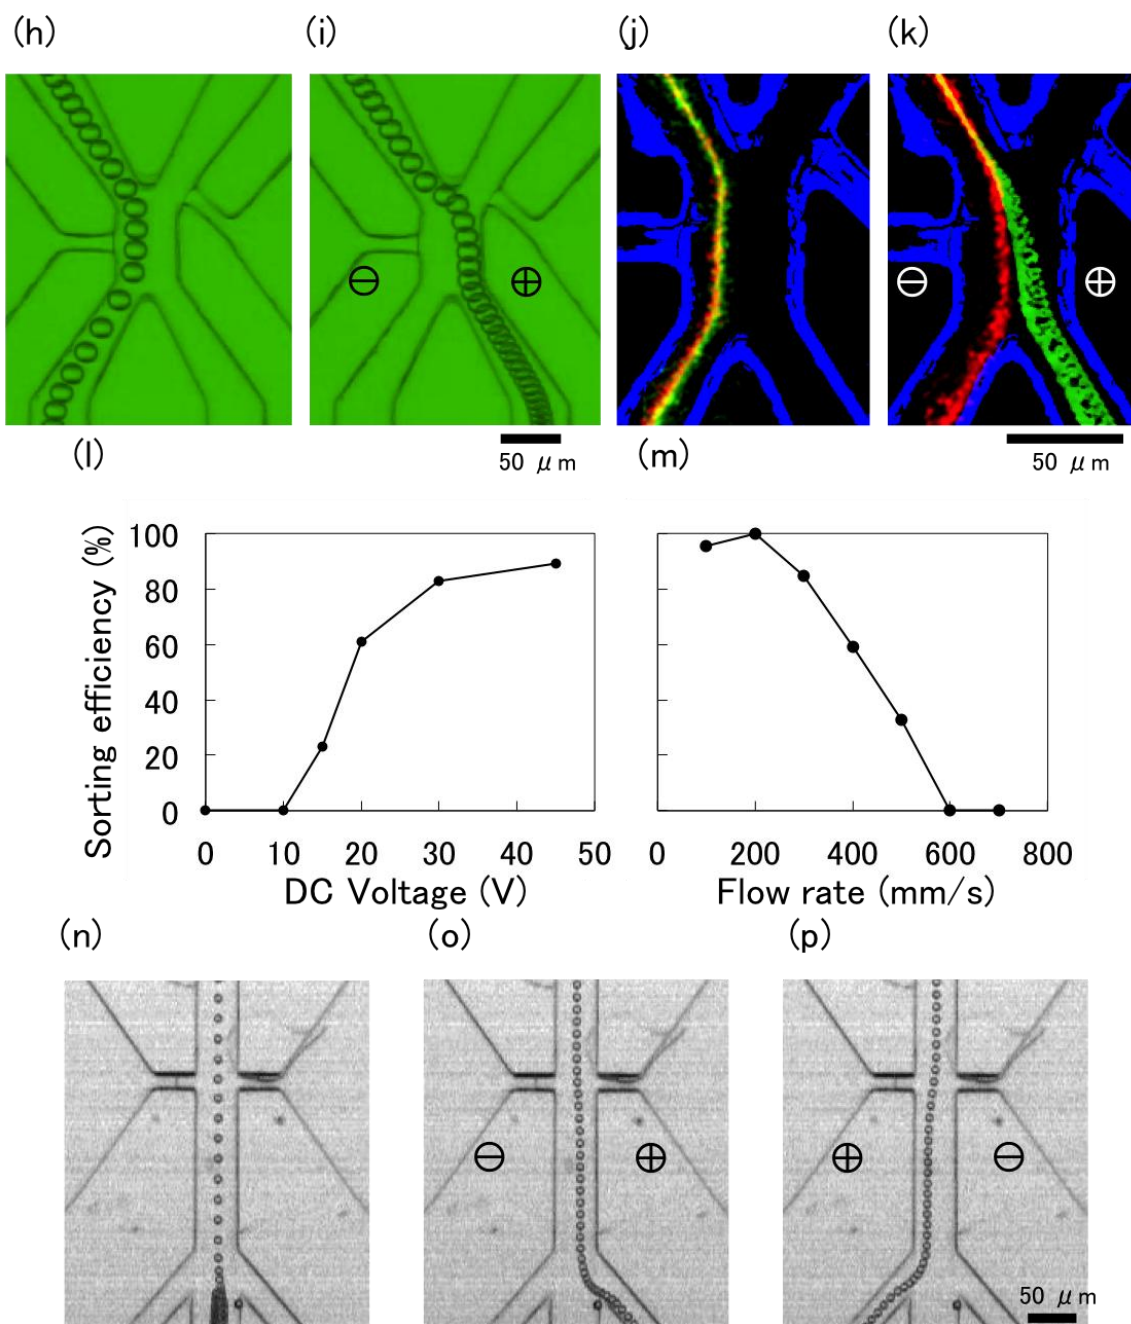 (h) (i) (j) (k)
⊖ ⊕ ⊖ ⊕
50 μm 50 μm
(l) (m)
Sorting efficiency (%)
100
80
60
40
20
0
0 10 20 30 40 50
DC Voltage (V)
0 200 400 600 800
Flow rate (mm/s)
(n) (o) (p)
⊖ ⊕ ⊕ ⊖
50 μm